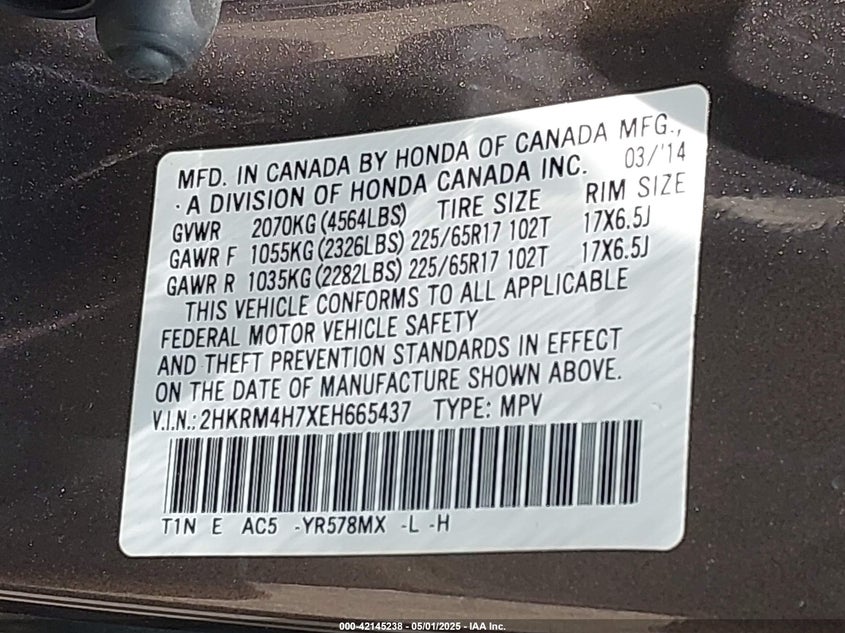 MFD. IN CANADA BY HONDA OF CANADA MFG.,
· A DIVISION OF HONDA CANADA INC. 03/'14
GVWR 2070KG (4564LBS) TIRE SIZE RIM SIZE
GAWR F 1055KG (2326LBS) 225/65R17 102T 17X6.5J
GAWR R 1035KG (2282LBS) 225/65R17 102T 17X6.5J
THIS VEHICLE CONFORMS TO ALL APPLICABLE
FEDERAL MOTOR VEHICLE SAFETY
AND THEFT PREVENTION STANDARDS IN EFFECT
ON THE DATE OF MANUFACTURE SHOWN ABOVE.
V.I.N.: 2HKRM4H7XEH665437 TYPE: MPV
T1N E AC5 -YR578MX -L -H
000-42145238 - 05/01/2025 - IAA Inc.